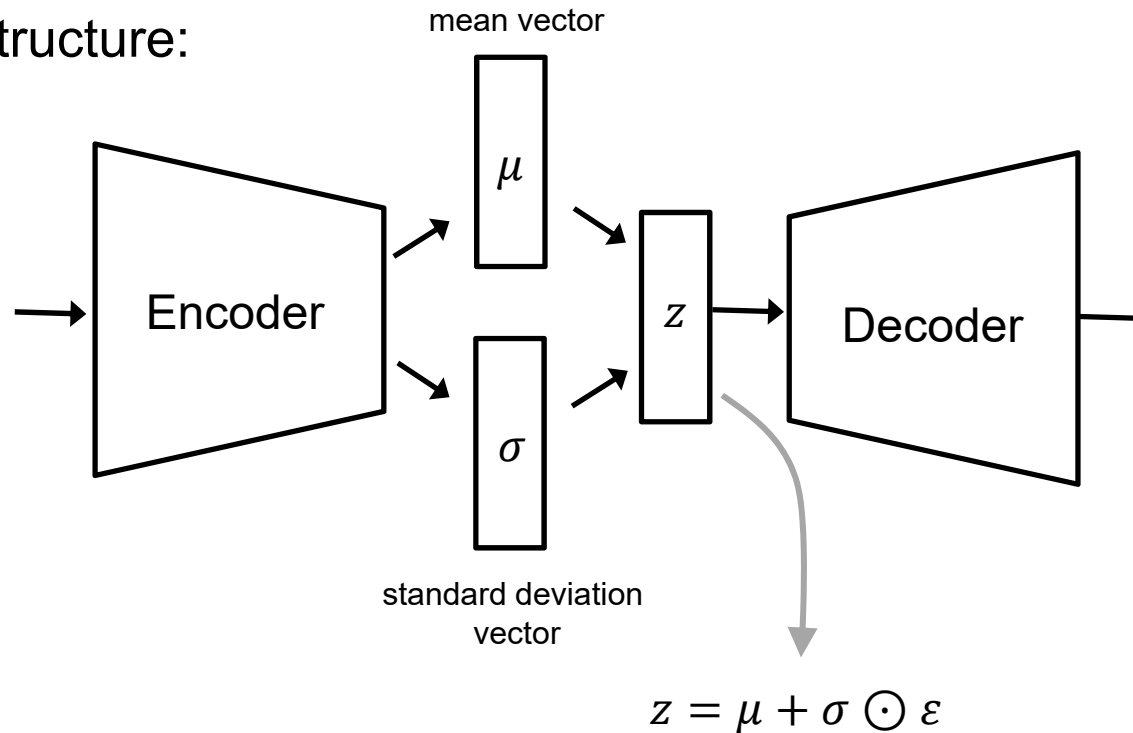 tructure:
mean vector
μ
Encoder
z
Decoder
σ
standard deviation
vector
z = μ + σ ⊙ ε